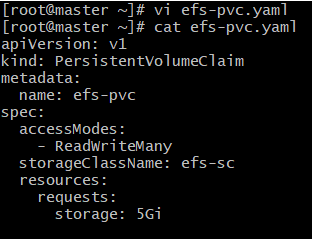 [root@master ~]# vi efs-pvc.yaml
[root@master ~]# cat efs-pvc.yaml
apiVersion: v1
kind: PersistentVolumeClaim
metadata:
  name: efs-pvc
spec:
  accessModes:
    - ReadWriteMany
  storageClassName: efs-sc
  resources:
    requests:
      storage: 5Gi